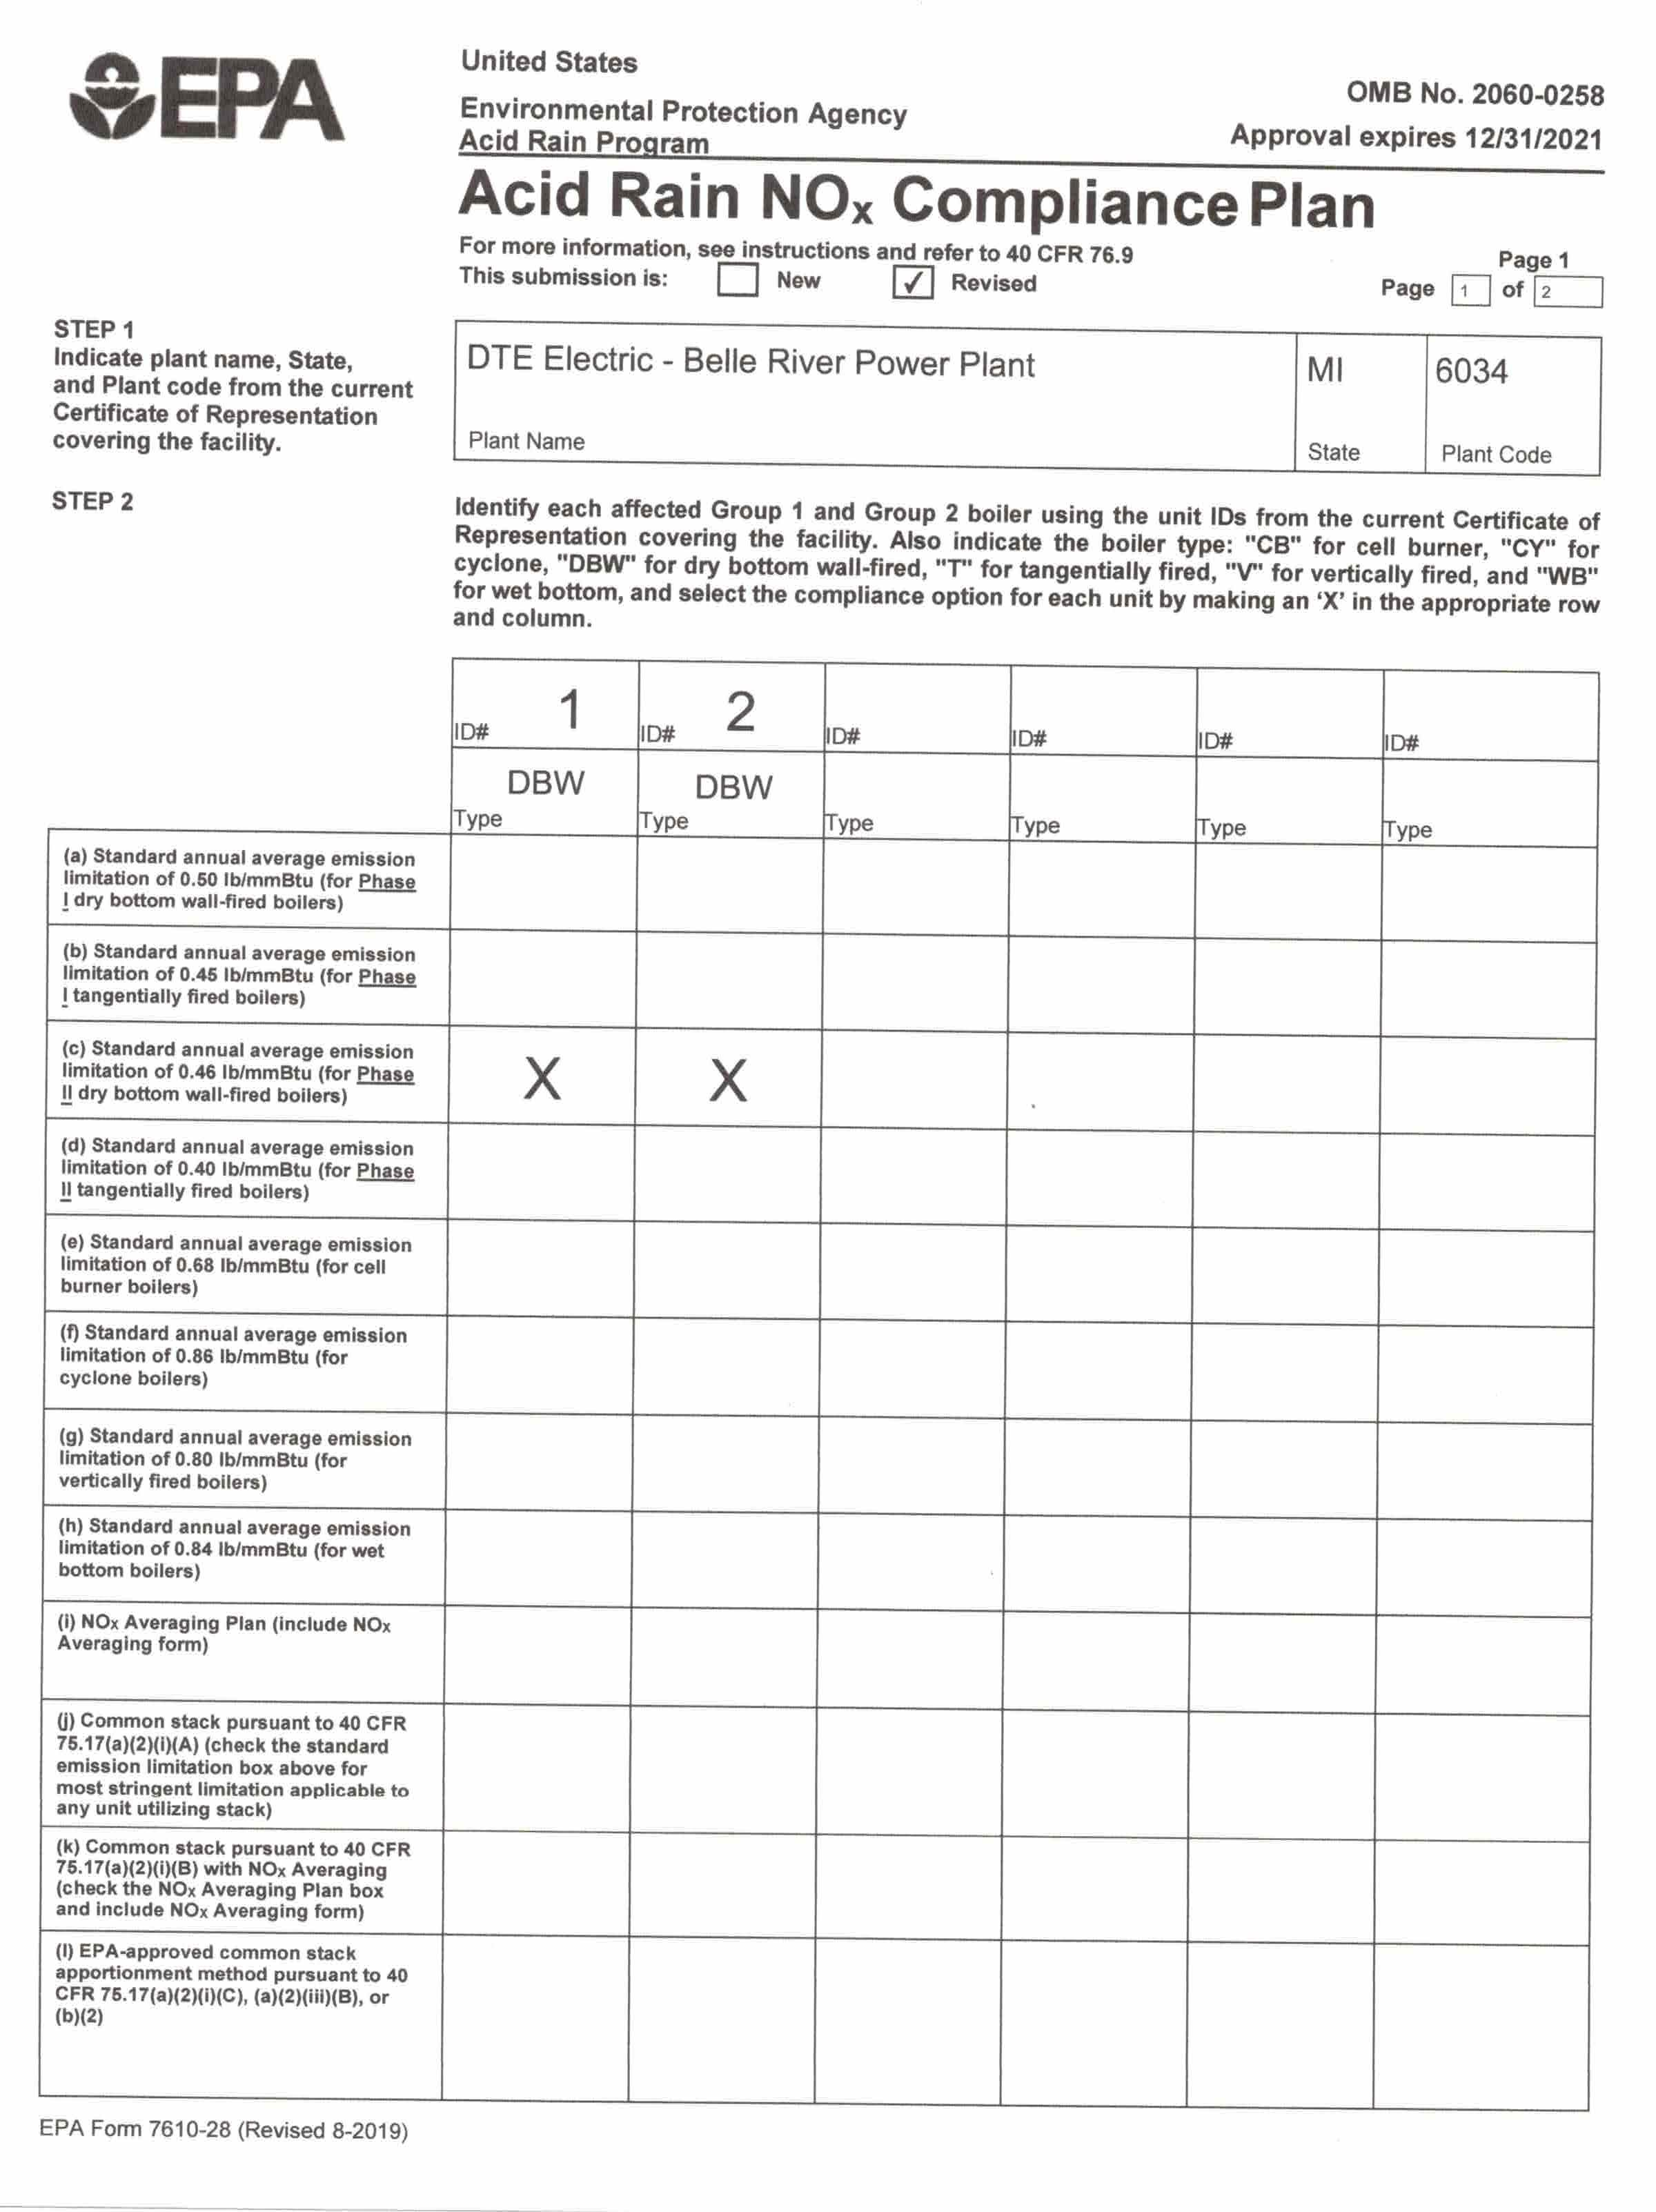 EPA
United States
Environmental Protection Agency
Acid Rain Program
OMB No. 2060-0258
Approval expires 12/31/2021
Acid Rain NOx Compliance Plan
For more information, see instructions and refer to 40 CFR 76.9
This submission is: New ✓ Revised
Page 1
Page 1 of 2
STEP 1
Indicate plant name, State,
and Plant code from the current
Certificate of Representation
covering the facility.
DTE Electric - Belle River Power Plant
MI
6034
Plant Name
State
Plant Code
STEP 2
Identify each affected Group 1 and Group 2 boiler using the unit IDs from the current Certificate of
Representation covering the facility. Also indicate the boiler type: "CB" for cell burner, "CY" for
cyclone, "DBW" for dry bottom wall-fired, "T" for tangentially fired, "V" for vertically fired, and "WB"
for wet bottom, and select the compliance option for each unit by making an ‘X’ in the appropriate row
and column.
ID# 1 ID# 2 ID# ID# ID# ID#
DBW DBW
Type Type Type Type Type Type
(a) Standard annual average emission
limitation of 0.50 lb/mmBtu (for Phase
I dry bottom wall-fired boilers)
(b) Standard annual average emission
limitation of 0.45 lb/mmBtu (for Phase
I tangentially fired boilers)
(c) Standard annual average emission
limitation of 0.46 lb/mmBtu (for Phase
II dry bottom wall-fired boilers)
X X
(d) Standard annual average emission
limitation of 0.40 lb/mmBtu (for Phase
II tangentially fired boilers)
(e) Standard annual average emission
limitation of 0.68 lb/mmBtu (for cell
burner boilers)
(f) Standard annual average emission
limitation of 0.86 lb/mmBtu (for
cyclone boilers)
(g) Standard annual average emission
limitation of 0.80 lb/mmBtu (for
vertically fired boilers)
(h) Standard annual average emission
limitation of 0.84 lb/mmBtu (for wet
bottom boilers)
(i) NOx Averaging Plan (include NOx
Averaging form)
(j) Common stack pursuant to 40 CFR
75.17(a)(2)(i)(A) (check the standard
emission limitation box above for
most stringent limitation applicable to
any unit utilizing stack)
(k) Common stack pursuant to 40 CFR
75.17(a)(2)(i)(B) with NOx Averaging
(check the NOx Averaging Plan box
and include NOx Averaging form)
(l) EPA-approved common stack
apportionment method pursuant to 40
CFR 75.17(a)(2)(i)(C), (a)(2)(iii)(B), or
(b)(2)
EPA Form 7610-28 (Revised 8-2019)